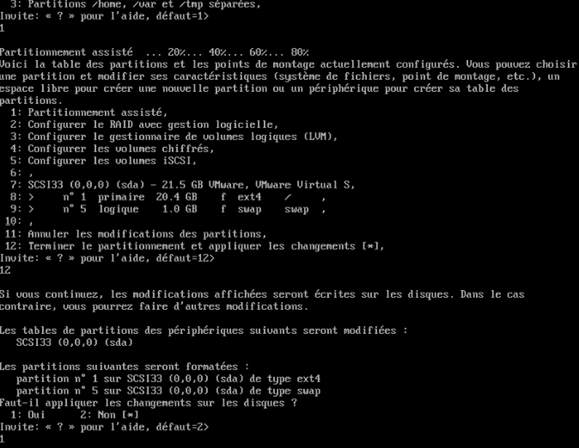 3: Partitions /home, /var et /tmp séparées,
Invite: « ? » pour l'aide, défaut=1>
1
Partitionnement assisté  ... 20%... 40%... 60%... 80%
Voici la table des partitions et les points de montage actuellement configurés. Vous pouvez choisir
une partition et modifier ses caractéristiques (système de fichiers, point de montage, etc.), un
espace libre pour créer une nouvelle partition ou un périphérique pour créer sa table des
partitions.
1: Partitionnement assisté,
2: Configurer le RAID avec gestion logicielle,
3: Configurer le gestionnaire de volumes logiques (LVM),
4: Configurer les volumes chiffrés,
5: Configurer les volumes iSCSI,
6: ,
7: SCSI33 (0,0,0) (sda) - 21.5 GB VMware, VMware Virtual S,
8: >     n° 1  primaire  20.4 GB     f  ext4    /     ,
9: >     n° 5  logique    1.0 GB     f  swap    swap  ,
10: ,
11: Annuler les modifications des partitions,
12: Terminer le partitionnement et appliquer les changements [*],
Invite: « ? » pour l'aide, défaut=12>
12
Si vous continuez, les modifications affichées seront écrites sur les disques. Dans le cas
contraire, vous pourrez faire d'autres modifications.
Les tables de partitions des périphériques suivants seront modifiées :
SCSI33 (0,0,0) (sda)
Les partitions suivantes seront formatées :
partition n° 1 sur SCSI33 (0,0,0) (sda) de type ext4
partition n° 5 sur SCSI33 (0,0,0) (sda) de type swap
Faut-il appliquer les changements sur les disques ?
1: Oui     2: Non [*]
Invite: « ? » pour l'aide, défaut=2>
1